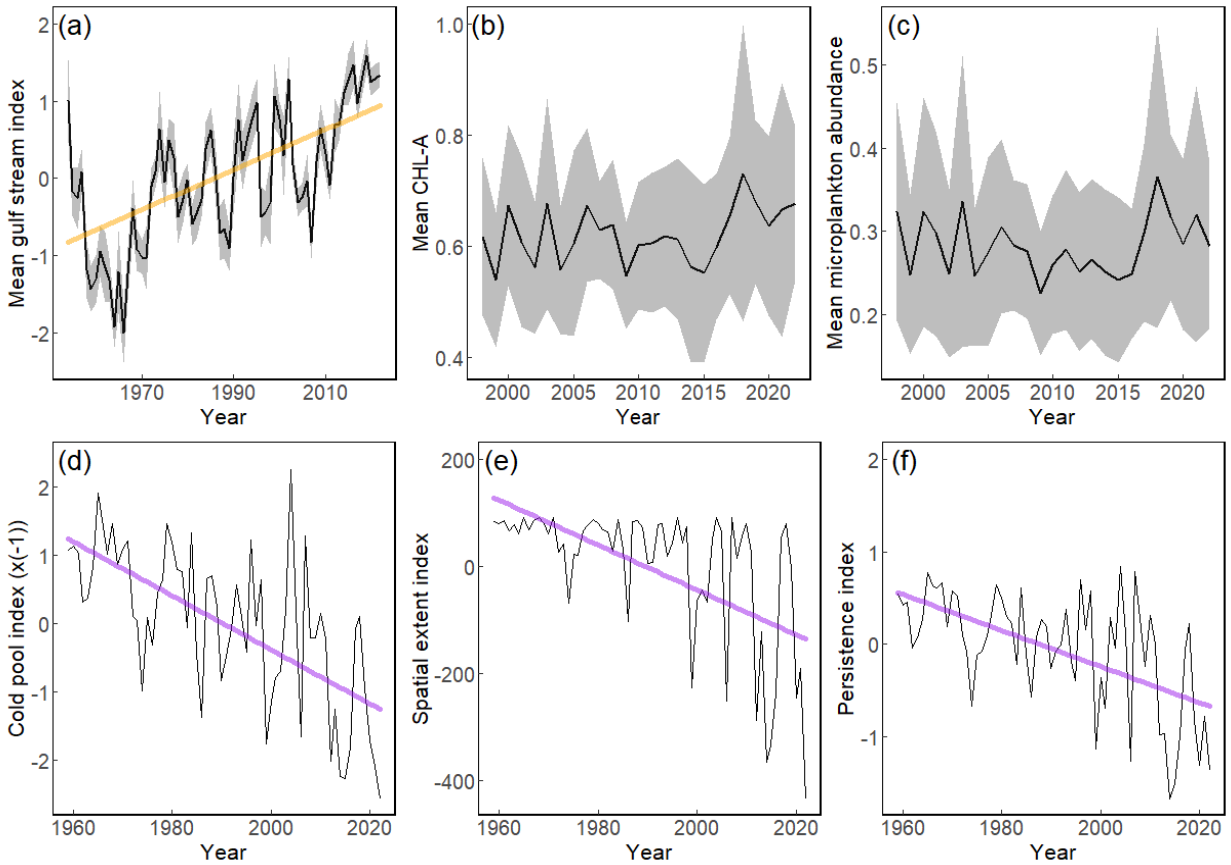 (a)
Mean gulf stream index
2
1
0
-1
-2
1970
1990
2010
Year
(b)
Mean CHL-A
1.0
0.8
0.6
0.4
2000
2005
2010
2015
2020
Year
(c)
Mean microplankton abundance
0.5
0.4
0.3
0.2
2000
2005
2010
2015
2020
Year
(d)
Cold pool index (x(-1))
2
1
0
-1
-2
1960
1980
2000
2020
Year
(e)
Spatial extent index
200
0
-200
-400
1960
1980
2000
2020
Year
(f)
Persistence index
2
1
0
-1
1960
1980
2000
2020
Year